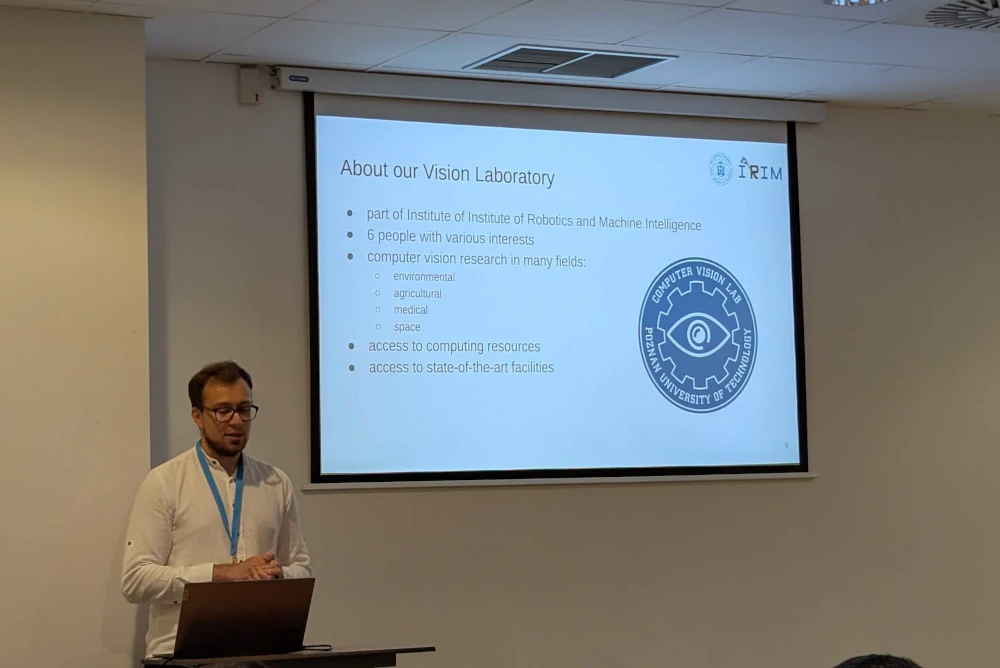 About our Vision Laboratory
IRIM
part of Institute of Institute of Robotics and Machine Intelligence
6 people with various interests
computer vision research in many fields:
environmental
agricultural
medical
space
access to computing resources
access to state-of-the-art facilities
COMPUTER VISION LAB
POZNAN UNIVERSITY OF TECHNOLOGY
5